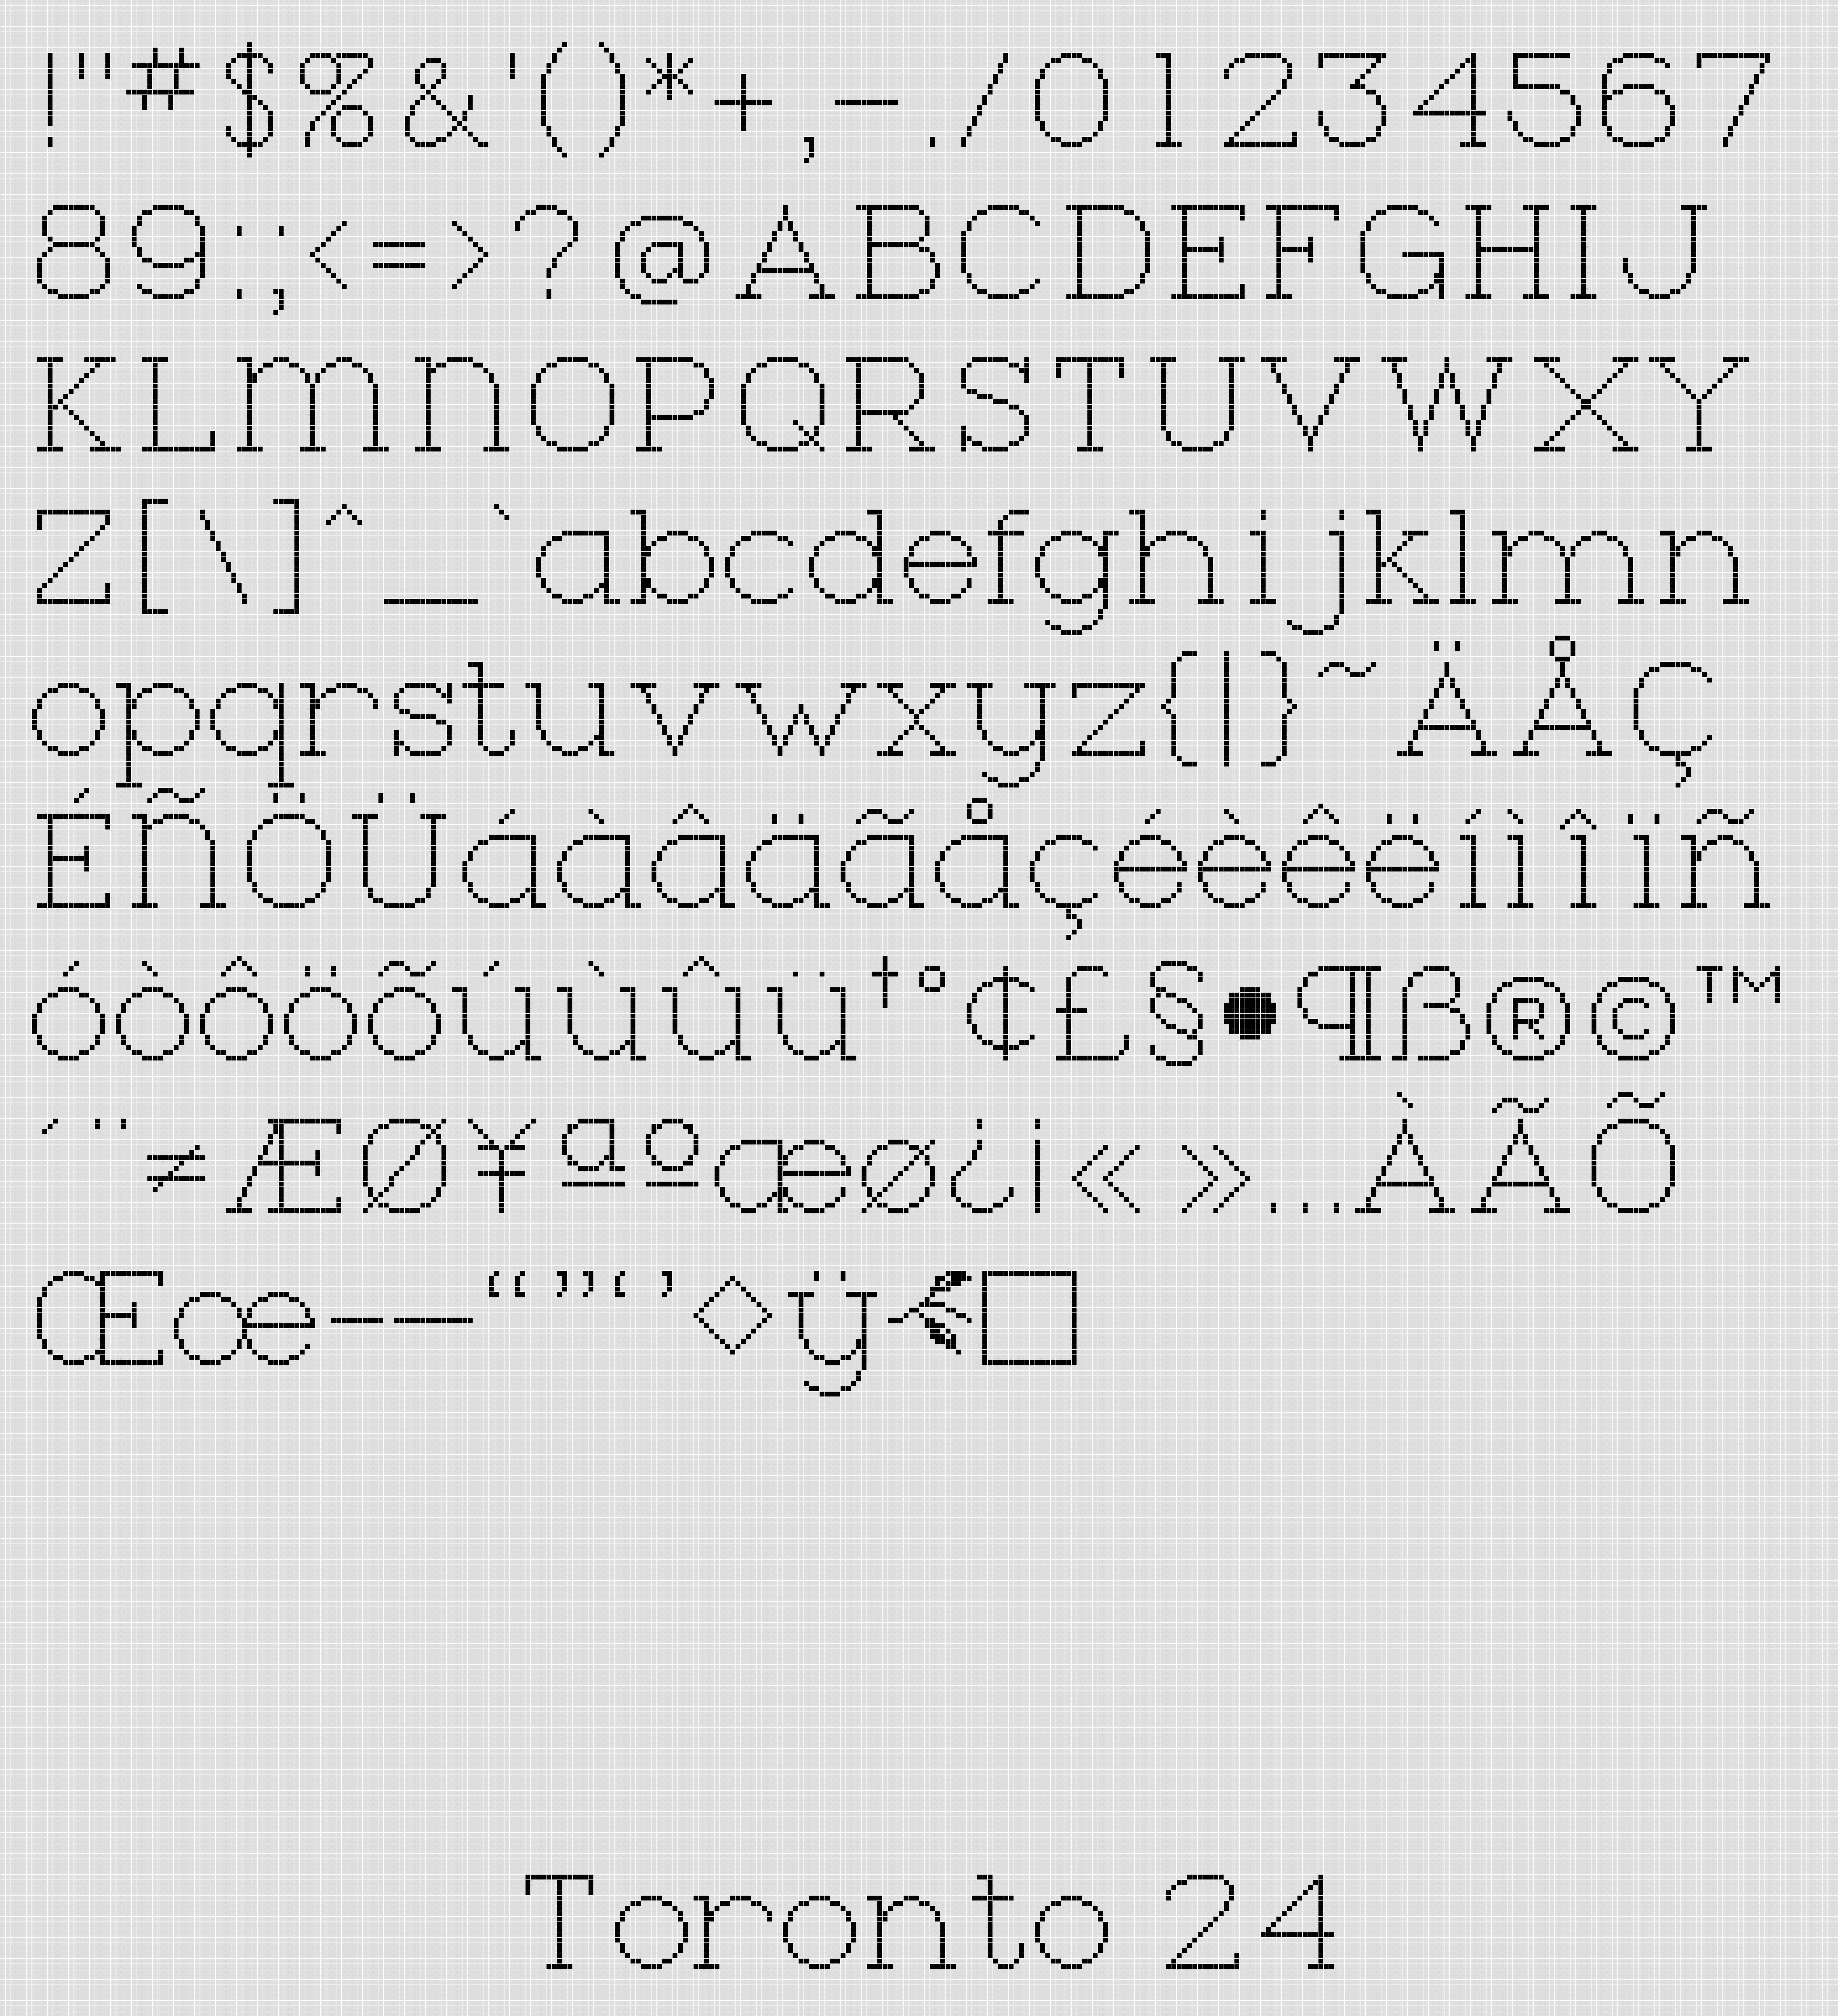 !"#$%&'()*+,-./01234567
89:;<=>?@ABCDEFGHIJ
KLMNOPQRSTUVWXY
Z[\]^_`abcdefghijklmn
opqrstuvwxyz{|}~ÄÅÇ
ÉÑÖÜáàâäãåçéèêëíìîïñ
óòôöõúùûü†°¢£§•¶ß®©™
´¨≠ÆØ¥ªºæø¿¡«»…ÀÃÕ
Œœ–—“”‘’◊ÿ
Toronto 24